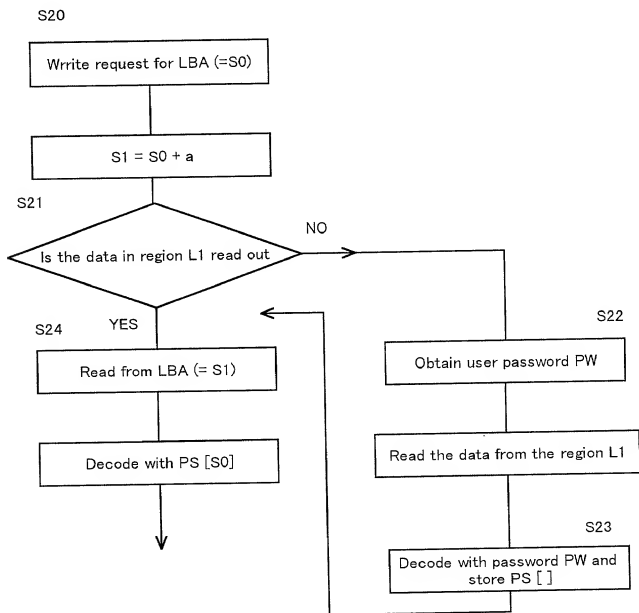 S20
Wrrite request for LBA (=S0)
S1 = S0 + a
S21
Is the data in region L1 read out
NO
YES
S24
Read from LBA (= S1)
Decode with PS [S0]
S22
Obtain user password PW
Read the data from the region L1
S23
Decode with password PW and
store PS [ ]